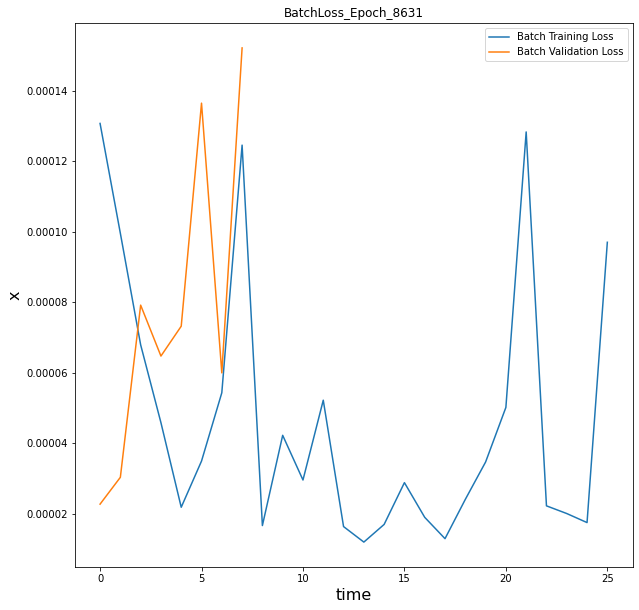 BatchLoss_Epoch_8631
Batch Training Loss
Batch Validation Loss
0.00014
0.00012
0.00010
0.00008
0.00006
0.00004
0.00002
x
0 5 10 15 20 25
time